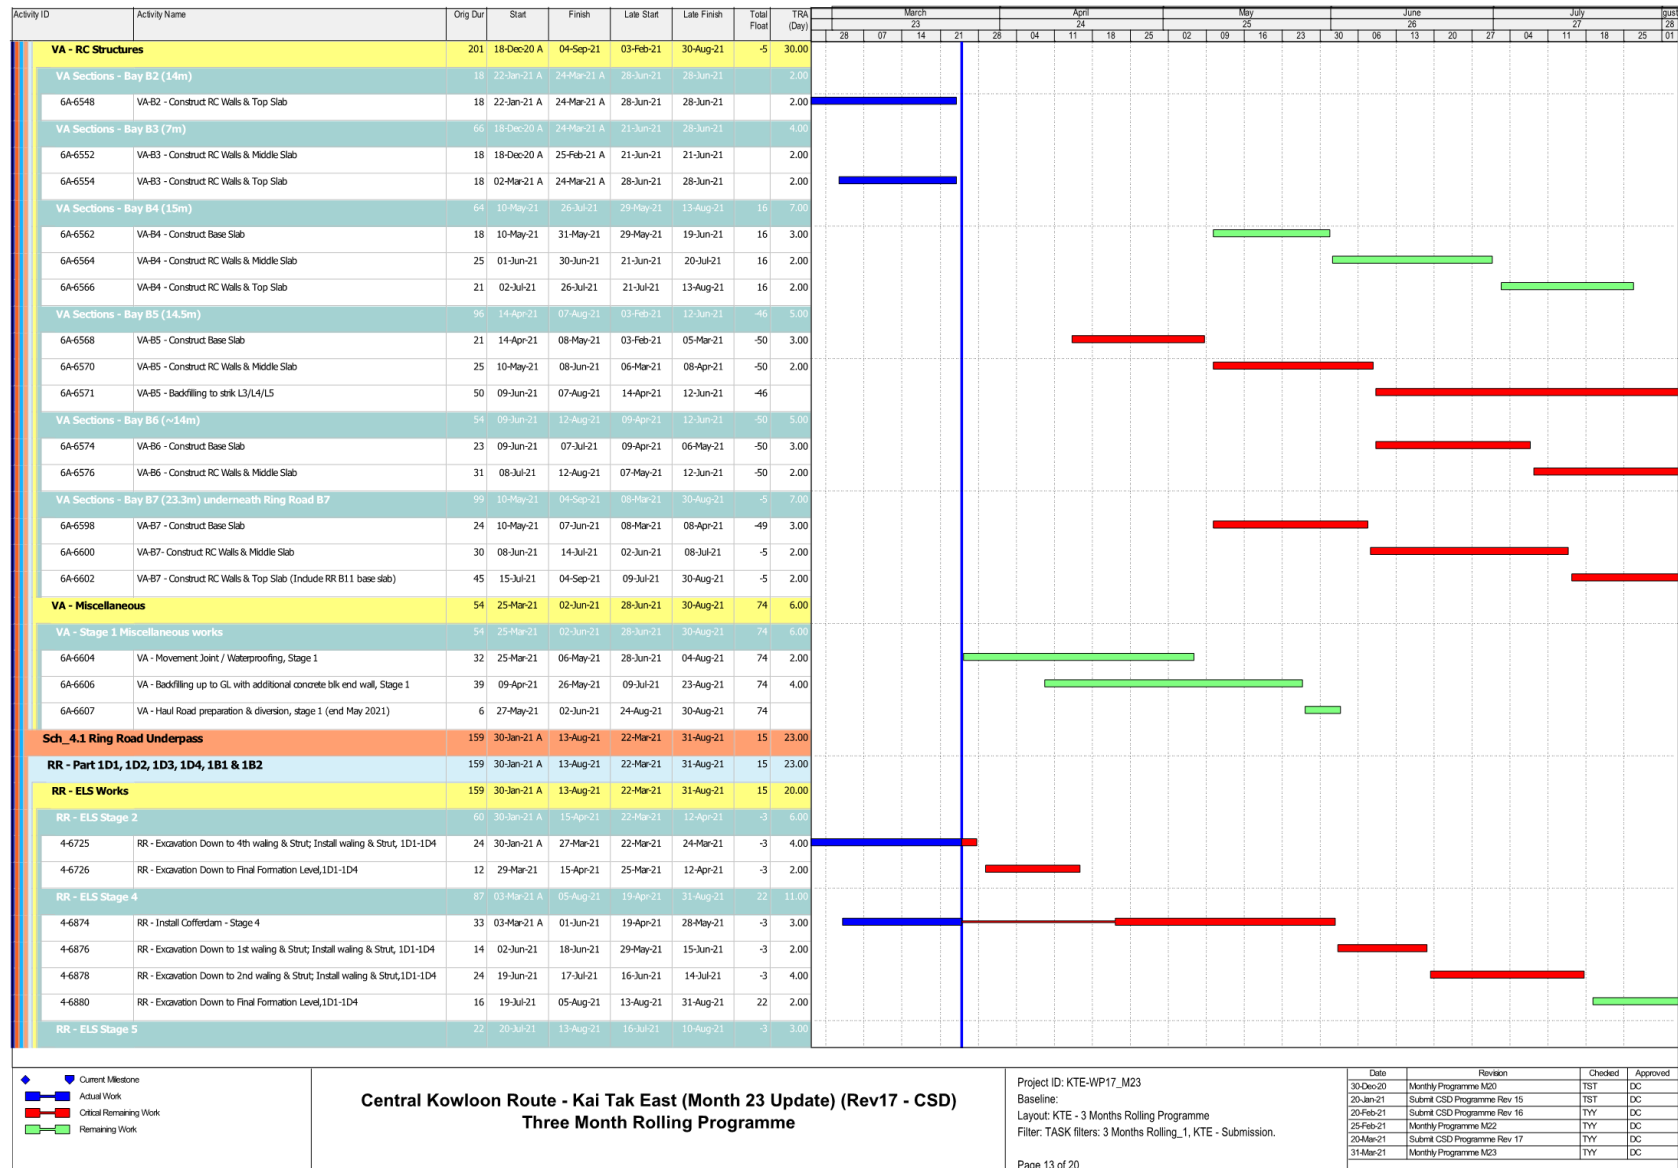 Activity ID Activity Name Orig Dur Start Finish Late Start Late Finish Total Float TRA (Day) March April May June July gust
23 24 25 26 27 28
28 07 14 21 28 04 11 18 25 02 09 16 23 30 06 13 20 27 04 11 18 25 01
VA - RC Structures 201 18-Dec-20 A 04-Sep-21 03-Feb-21 30-Aug-21 -5 30.00
VA Sections - Bay B2 (14m) 18 22-Jan-21 A 24-Mar-21 A 28-Jun-21 28-Jun-21 2.00
6A-6548 VA-B2 - Construct RC Walls & Top Slab 18 22-Jan-21 A 24-Mar-21 A 28-Jun-21 28-Jun-21 2.00
VA Sections - Bay B3 (7m) 66 18-Dec-20 A 24-Mar-21 A 21-Jun-21 28-Jun-21 4.00
6A-6552 VA-B3 - Construct RC Walls & Middle Slab 18 18-Dec-20 A 25-Feb-21 A 21-Jun-21 21-Jun-21 2.00
6A-6554 VA-B3 - Construct RC Walls & Top Slab 18 02-Mar-21 A 24-Mar-21 A 28-Jun-21 28-Jun-21 2.00
VA Sections - Bay B4 (15m) 64 10-May-21 26-Jul-21 29-May-21 13-Aug-21 16 7.00
6A-6562 VA-B4 - Construct Base Slab 18 10-May-21 31-May-21 29-May-21 19-Jun-21 16 3.00
6A-6564 VA-B4 - Construct RC Walls & Middle Slab 25 01-Jun-21 30-Jun-21 21-Jun-21 20-Jul-21 16 2.00
6A-6566 VA-B4 - Construct RC Walls & Top Slab 21 02-Jul-21 26-Jul-21 21-Jul-21 13-Aug-21 16 2.00
VA Sections - Bay B5 (14.5m) 96 14-Apr-21 07-Aug-21 03-Feb-21 12-Jun-21 -46 5.00
6A-6568 VA-B5 - Construct Base Slab 21 14-Apr-21 08-May-21 03-Feb-21 05-Mar-21 -50 3.00
6A-6570 VA-B5 - Construct RC Walls & Middle Slab 25 10-May-21 08-Jun-21 06-Mar-21 08-Apr-21 -50 2.00
6A-6571 VA-B5 - Backfilling to strik L3/L4/L5 50 09-Jun-21 07-Aug-21 14-Apr-21 12-Jun-21 -46
VA Sections - Bay B6 (~14m) 54 09-Jun-21 12-Aug-21 09-Apr-21 12-Jun-21 -50 5.00
6A-6574 VA-B6 - Construct Base Slab 23 09-Jun-21 07-Jul-21 09-Apr-21 06-May-21 -50 3.00
6A-6576 VA-B6 - Construct RC Walls & Middle Slab 31 08-Jul-21 12-Aug-21 07-May-21 12-Jun-21 -50 2.00
VA Sections - Bay B7 (23.3m) underneath Ring Road B7 99 10-May-21 04-Sep-21 08-Mar-21 30-Aug-21 -5 7.00
6A-6598 VA-B7 - Construct Base Slab 24 10-May-21 07-Jun-21 08-Mar-21 08-Apr-21 -49 3.00
6A-6600 VA-B7- Construct RC Walls & Middle Slab 30 08-Jun-21 14-Jul-21 02-Jun-21 08-Jul-21 -5 2.00
6A-6602 VA-B7 - Construct RC Walls & Top Slab (Include RR B11 base slab) 45 15-Jul-21 04-Sep-21 09-Jul-21 30-Aug-21 -5 2.00
VA - Miscellaneous 54 25-Mar-21 02-Jun-21 28-Jun-21 30-Aug-21 74 6.00
VA - Stage 1 Miscellaneous works 54 25-Mar-21 02-Jun-21 28-Jun-21 30-Aug-21 74 6.00
6A-6604 VA - Movement Joint / Waterproofing, Stage 1 32 25-Mar-21 06-May-21 28-Jun-21 04-Aug-21 74 2.00
6A-6606 VA - Backfilling up to GL with additional concrete blk end wall, Stage 1 39 09-Apr-21 26-May-21 09-Jul-21 23-Aug-21 74 4.00
6A-6607 VA - Haul Road preparation & diversion, stage 1 (end May 2021) 6 27-May-21 02-Jun-21 24-Aug-21 30-Aug-21 74
Sch_4.1 Ring Road Underpass 159 30-Jan-21 A 13-Aug-21 22-Mar-21 31-Aug-21 15 23.00
RR - Part 1D1, 1D2, 1D3, 1D4, 1B1 & 1B2 159 30-Jan-21 A 13-Aug-21 22-Mar-21 31-Aug-21 15 23.00
RR - ELS Works 159 30-Jan-21 A 13-Aug-21 22-Mar-21 31-Aug-21 15 20.00
RR - ELS Stage 2 60 30-Jan-21 A 15-Apr-21 22-Mar-21 12-Apr-21 -3 6.00
4-6725 RR - Excavation Down to 4th waling & Strut; Install waling & Strut, 1D1-1D4 24 30-Jan-21 A 27-Mar-21 22-Mar-21 24-Mar-21 -3 4.00
4-6726 RR - Excavation Down to Final Formation Level,1D1-1D4 12 29-Mar-21 15-Apr-21 25-Mar-21 12-Apr-21 -3 2.00
RR - ELS Stage 4 87 03-Mar-21 A 05-Aug-21 19-Apr-21 31-Aug-21 22 11.00
4-6874 RR - Install Cofferdam - Stage 4 33 03-Mar-21 A 01-Jun-21 19-Apr-21 28-May-21 -3 3.00
4-6876 RR - Excavation Down to 1st waling & Strut; Install waling & Strut, 1D1-1D4 14 02-Jun-21 18-Jun-21 29-May-21 15-Jun-21 -3 2.00
4-6878 RR - Excavation Down to 2nd waling & Strut; Install waling & Strut,1D1-1D4 24 19-Jun-21 17-Jul-21 16-Jun-21 14-Jul-21 -3 4.00
4-6880 RR - Excavation Down to Final Formation Level,1D1-1D4 16 19-Jul-21 05-Aug-21 13-Aug-21 31-Aug-21 22 2.00
RR - ELS Stage 5 22 20-Jul-21 13-Aug-21 16-Jul-21 10-Aug-21 -3 3.00
Current Milestone
Actual Work
Critical Remaining Work
Remaining Work
Central Kowloon Route - Kai Tak East (Month 23 Update) (Rev17 - CSD)
Three Month Rolling Programme
Project ID: KTE-WP17_M23
Baseline:
Layout: KTE - 3 Months Rolling Programme
Filter: TASK filters: 3 Months Rolling_1, KTE - Submission.
Page 13 of 20
Date Revision Checked Approved
30-Dec-20 Monthly Programme M20 TST DC
20-Jan-21 Submit CSD Programme Rev 15 TST DC
20-Feb-21 Submit CSD Programme Rev 16 TYY DC
25-Feb-21 Monthly Programme M22 TYY DC
20-Mar-21 Submit CSD Programme Rev 17 TYY DC
31-Mar-21 Monthly Programme M23 TYY DC